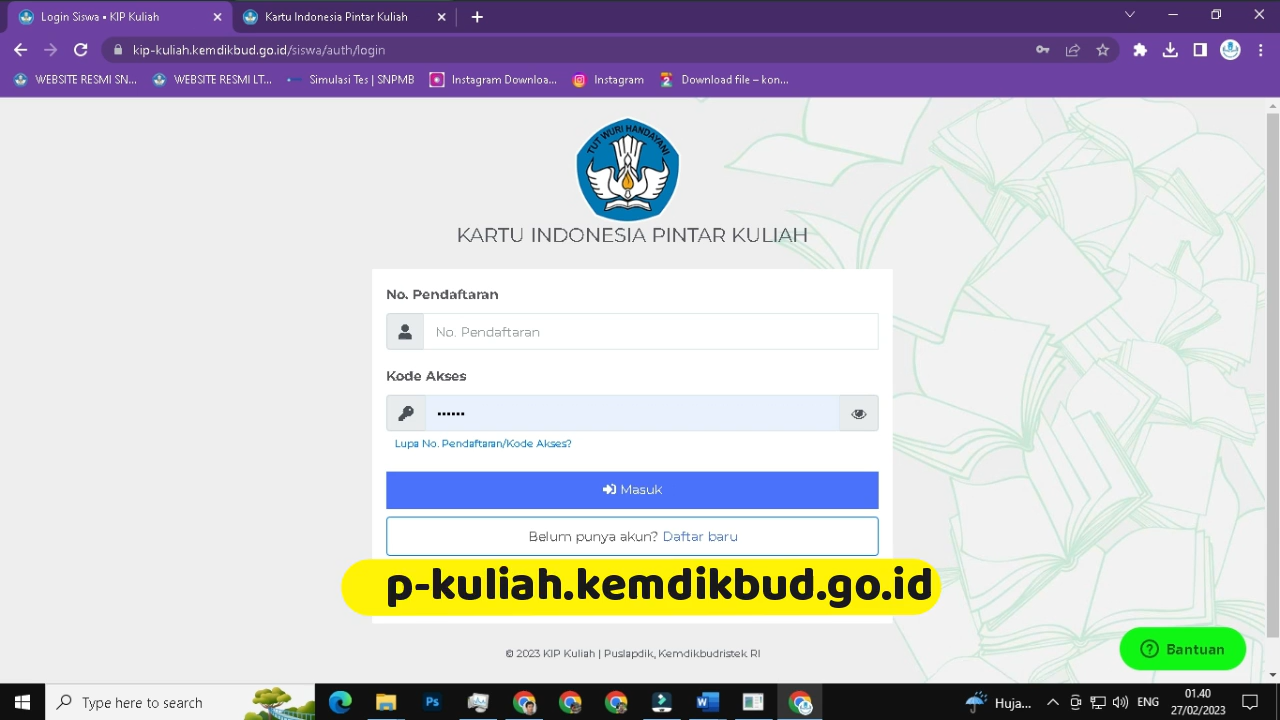 Login Siswa • KIP Kuliah
Kartu Indonesia Pintar Kuliah
kip-kuliah.kemdikbud.go.id/siswa/auth/login
WEBSITE RESMI SN...
WEBSITE RESMI LT...
Simulasi Tes | SNPMB
Instagram Downloa...
Instagram
Download file – kon...
TUT WURI HANDAYANI
KARTU INDONESIA PINTAR KULIAH
No. Pendaftaran
No. Pendaftaran
Kode Akses
Lupa No. Pendaftaran/Kode Akses?
Masuk
Belum punya akun? Daftar baru
p-kuliah.kemdikbud.go.id
© 2023 KIP Kuliah | Puslapdik, Kemdikbudristek RI
Bantuan
Type here to search
Ps
Huja...
ENG
01.40
27/02/2023